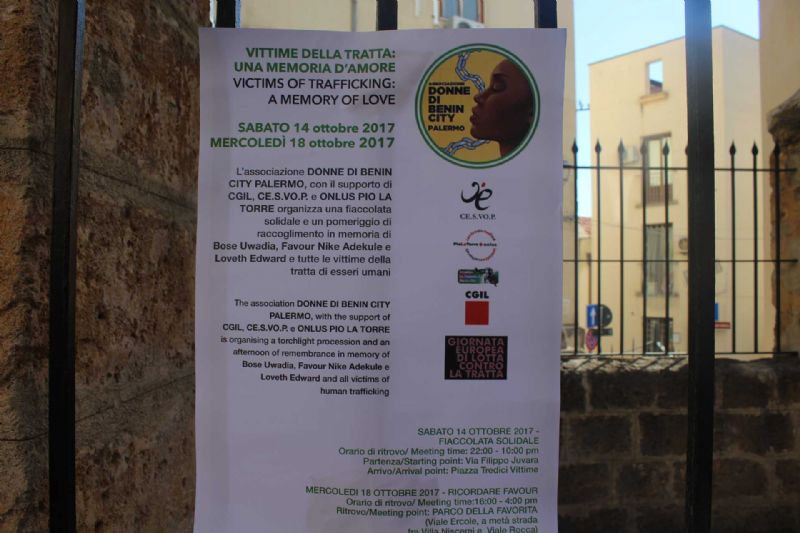 VITTIME DELLA TRATTA:
UNA MEMORIA D'AMORE
VICTIMS OF TRAFFICKING:
A MEMORY OF LOVE
SABATO 14 ottobre 2017
MERCOLEDÌ 18 ottobre 2017
ASSOCIAZIONE
DONNE
DI
BENIN
CITY
PALERMO
L'associazione DONNE DI BENIN
CITY PALERMO, con il supporto di
CGIL, CE.S.VO.P. e ONLUS PIO LA
TORRE organizza una fiaccolata
solidale e un pomeriggio di
raccoglimento in memoria di
Bose Uwadia, Favour Nike Adekule e
Loveth Edward e tutte le vittime della
tratta di esseri umani
The association DONNE DI BENIN CITY
PALERMO, with the support of
CGIL, CE.S.VO.P. e ONLUS PIO LA TORRE
is organising a torchlight procession and an
afternoon of remembrance in memory of
Bose Uwadia, Favour Nike Adekule e
Loveth Edward and all victims of
human trafficking
CE.S.VO.P.
CGIL
GIORNATA
EUROPEA
DI LOTTA
CONTRO
LA TRATTA
SABATO 14 OTTOBRE 2017 -
FIACCOLATA SOLIDALE
Orario di ritrovo/ Meeting time: 22:00 - 10:00 pm
Partenza/Starting point: Via Filippo Juvara
Arrivo/Arrival point: Piazza Tredici Vittime
MERCOLEDI 18 OTTOBRE 2017 - RICORDARE FAVOUR
Orario di ritrovo/ Meeting time:16:00 - 4:00 pm
Ritrovo/Meeting point: PARCO DELLA FAVORITA
(Viale Ercole, a metà strada
fra Villa Niscemi e Viale Rocca)